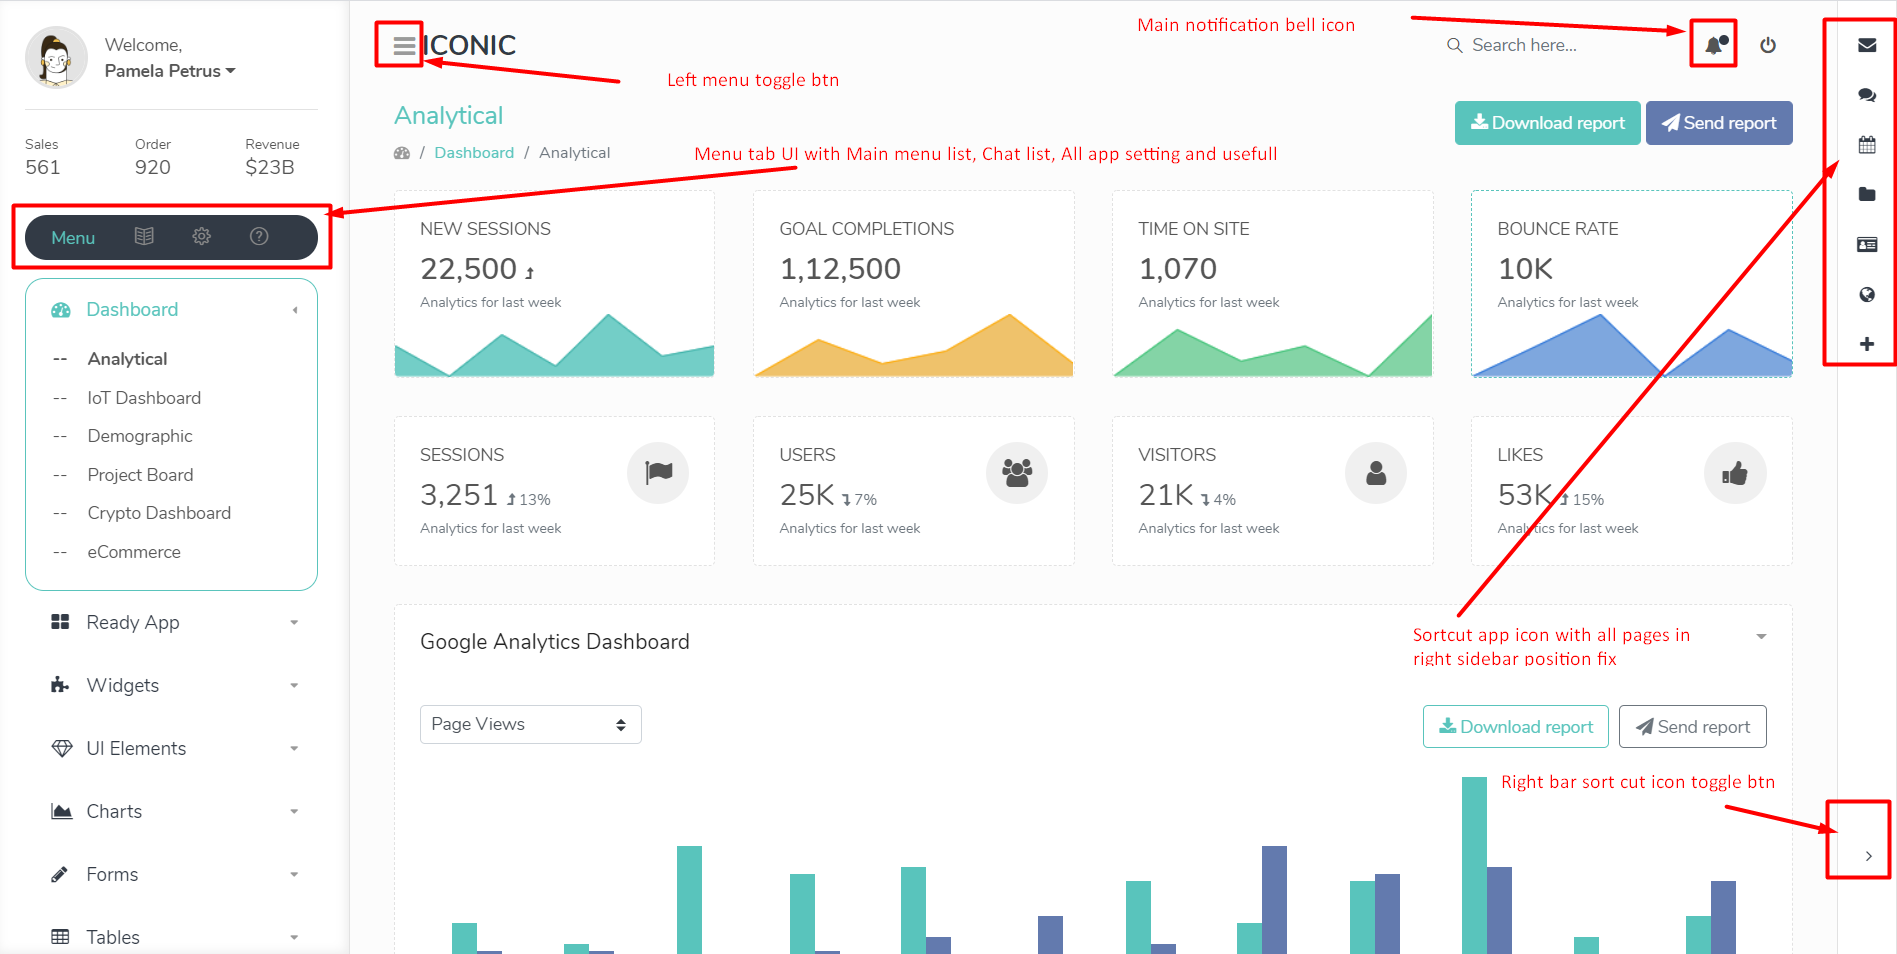 Welcome,
Pamela Petrus
Sales
Order
Revenue
561
920
$23B
Menu
Dashboard
-- Analytical
-- IoT Dashboard
-- Demographic
-- Project Board
-- Crypto Dashboard
-- eCommerce
Ready App
Widgets
UI Elements
Charts
Forms
Tables
ICONIC
Left menu toggle btn
Main notification bell icon
Search here...
Analytical
/ Dashboard / Analytical
Download report
Send report
Menu tab UI with Main menu list, Chat list, All app setting and usefull
NEW SESSIONS
22,500
Analytics for last week
GOAL COMPLETIONS
1,12,500
Analytics for last week
TIME ON SITE
1,070
Analytics for last week
BOUNCE RATE
10K
Analytics for last week
SESSIONS
3,251 13%
Analytics for last week
USERS
25K 7%
Analytics for last week
VISITORS
21K 4%
Analytics for last week
LIKES
53K 15%
Analytics for last week
Sortcut app icon with all pages in
right sidebar position fix
Google Analytics Dashboard
Page Views
Download report
Send report
Right bar sort cut icon toggle btn